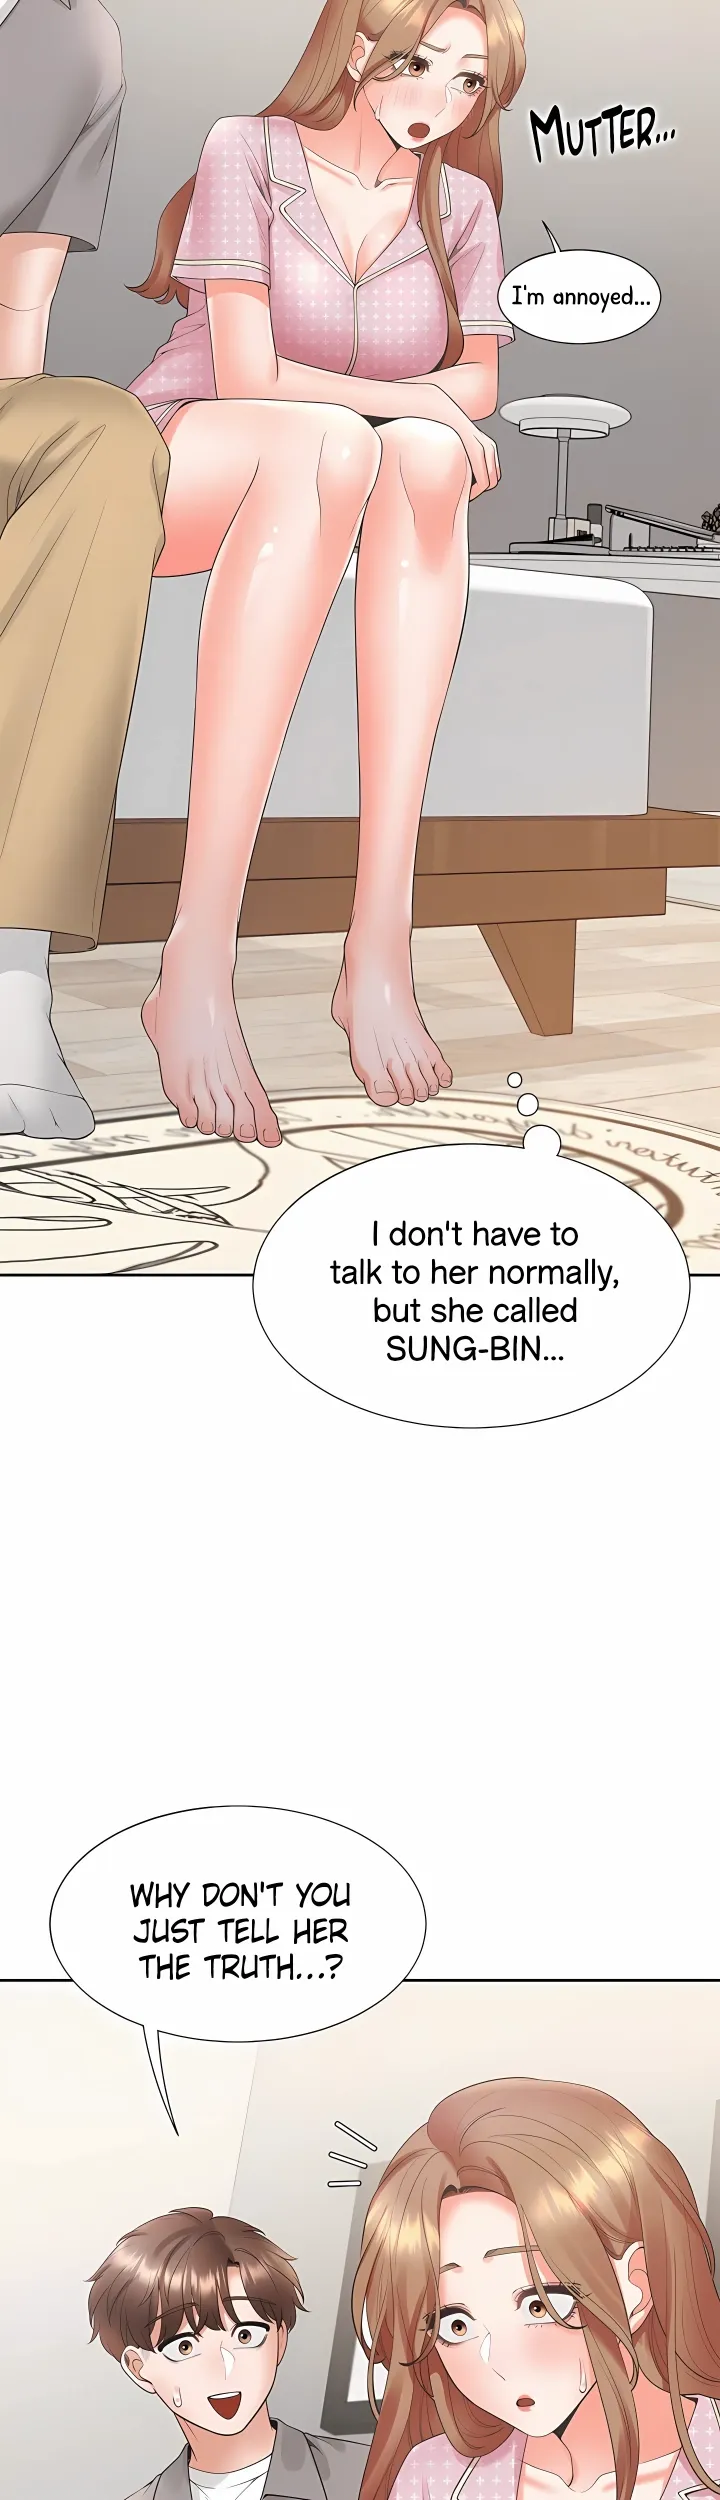 MUTTER...
I'm annoyed...
I don't have to
talk to her normally,
but she called
SUNG-BIN...
WHY DON'T YOU
JUST TELL HER
THE TRUTH...?